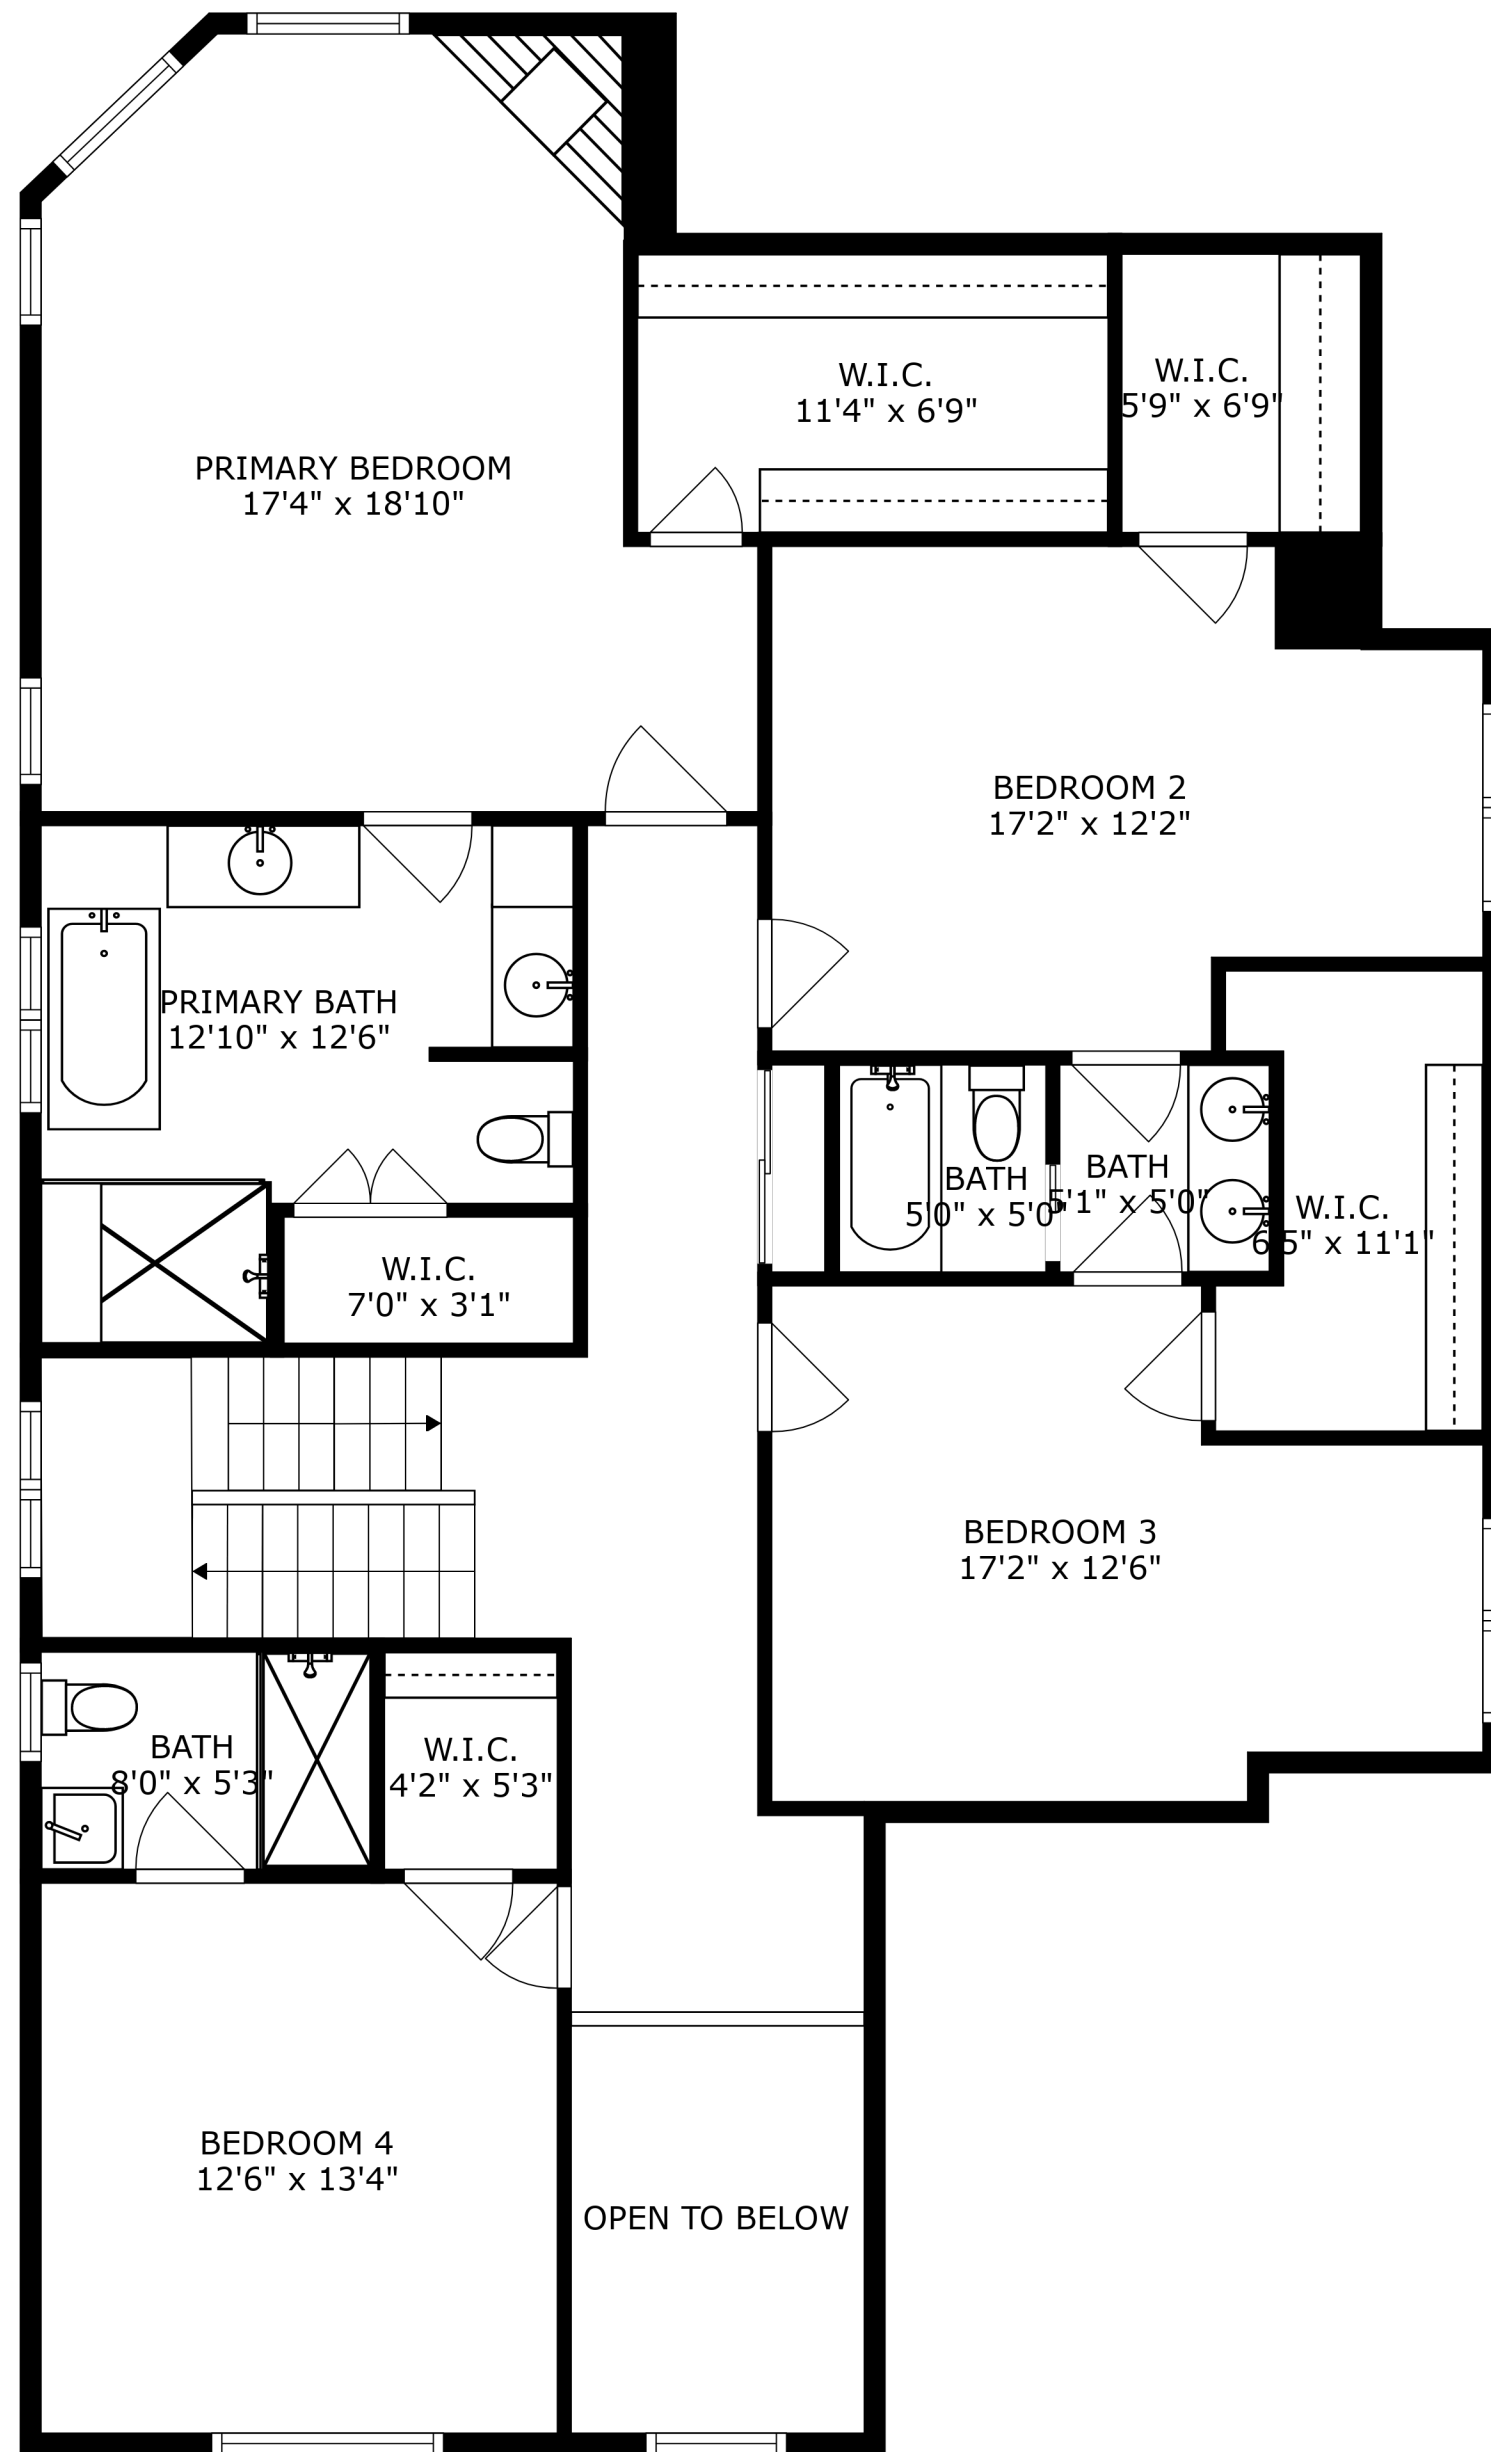 W.I.C.
11'4" x 6'9"
W.I.C.
5'9" x 6'9"
PRIMARY BEDROOM
17'4" x 18'10"
BEDROOM 2
17'2" x 12'2"
PRIMARY BATH
12'10" x 12'6"
BATH
5'0" x 5'0"
BATH
5'1" x 5'0"
W.I.C.
6'5" x 11'1"
W.I.C.
7'0" x 3'1"
BEDROOM 3
17'2" x 12'6"
BATH
8'0" x 5'3"
W.I.C.
4'2" x 5'3"
BEDROOM 4
12'6" x 13'4"
OPEN TO BELOW